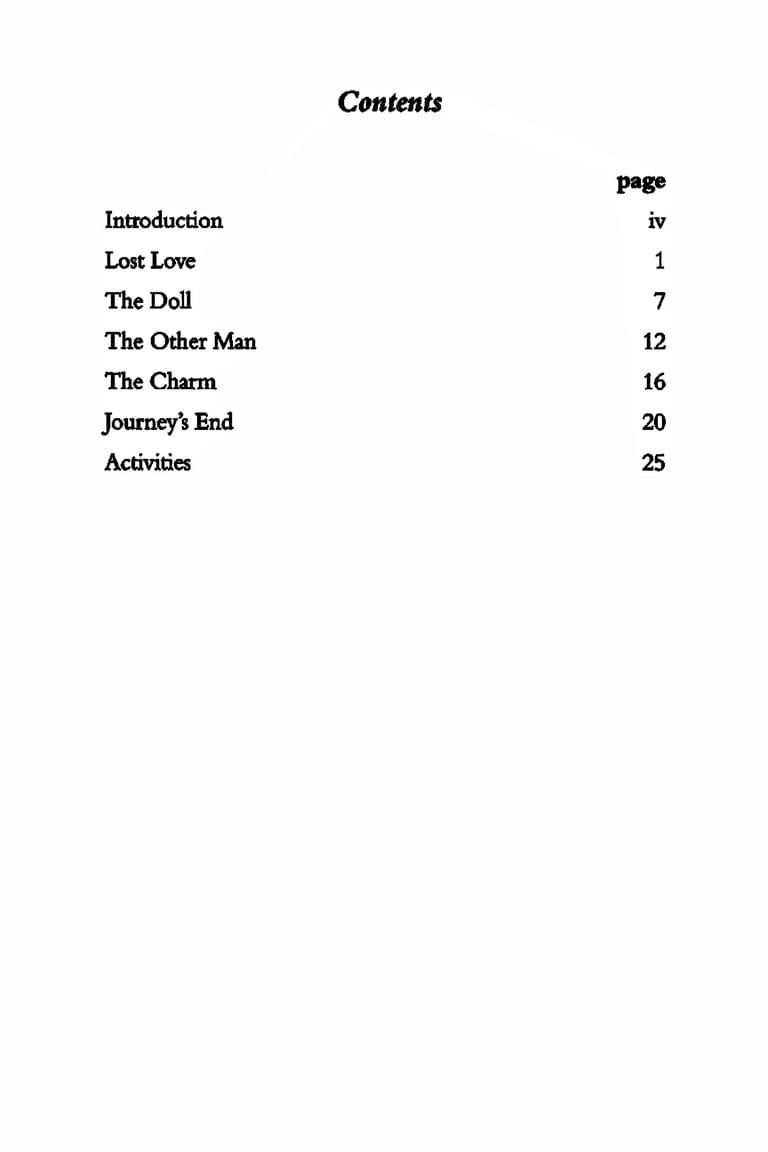 Contents
page
Introduction iv
Lost Love 1
The Doll 7
The Other Man 12
The Charm 16
Journey's End 20
Activities 25